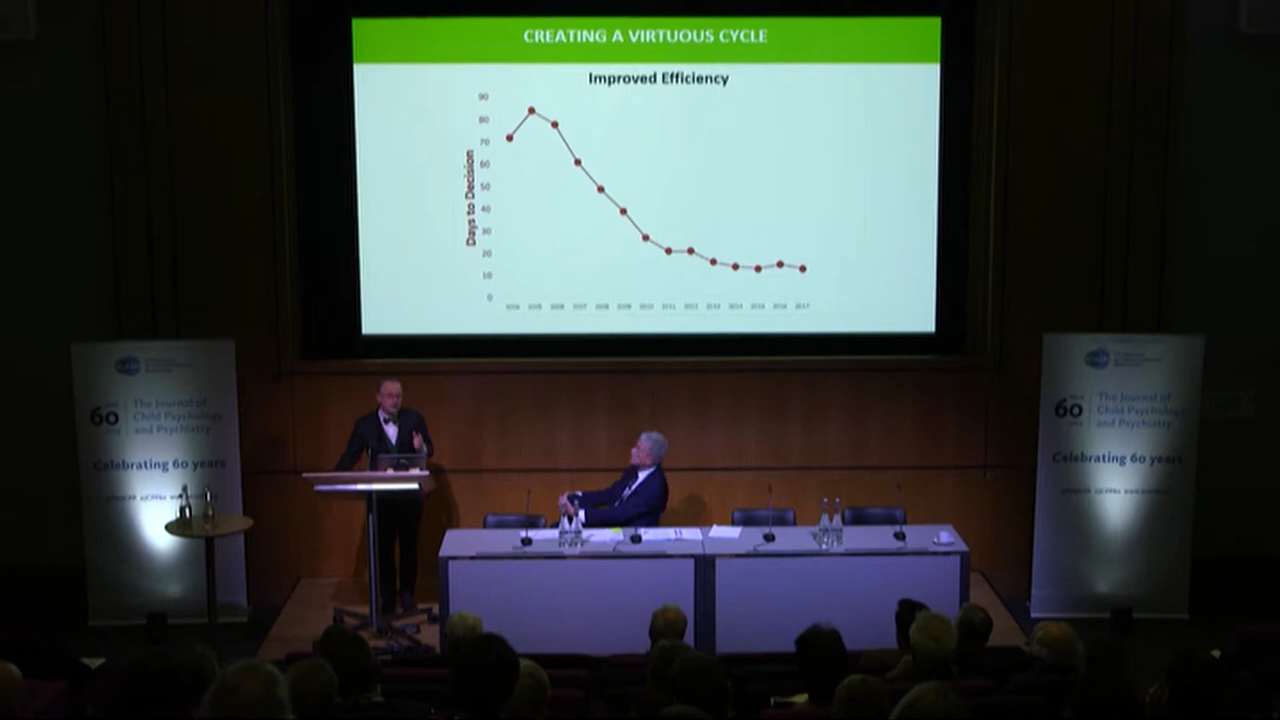 CREATING A VIRTUOUS CYCLE
Improved Efficiency
Days to Decision
90
80
70
60
50
40
30
20
10
0
2004 2005 2006 2007 2008 2009 2010 2011 2012 2013 2014 2015 2016 2017
60
The Journal of
Child Psychology
and Psychiatry
Celebrating 60 years
60
The Journal of
Child Psychology
and Psychiatry
Celebrating 60 years